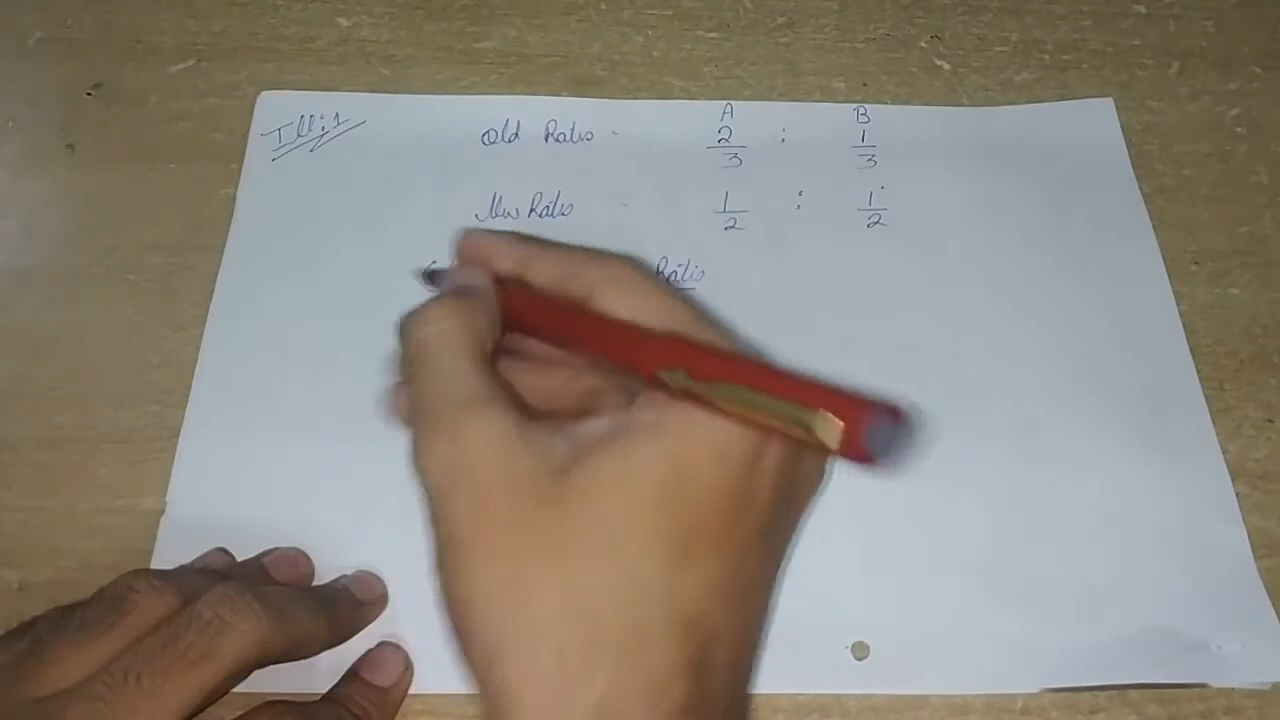 Ill:1
A B
Old Ratio - 2/3 : 1/3
New Ratio - 1/2 : 1/2
Ratio